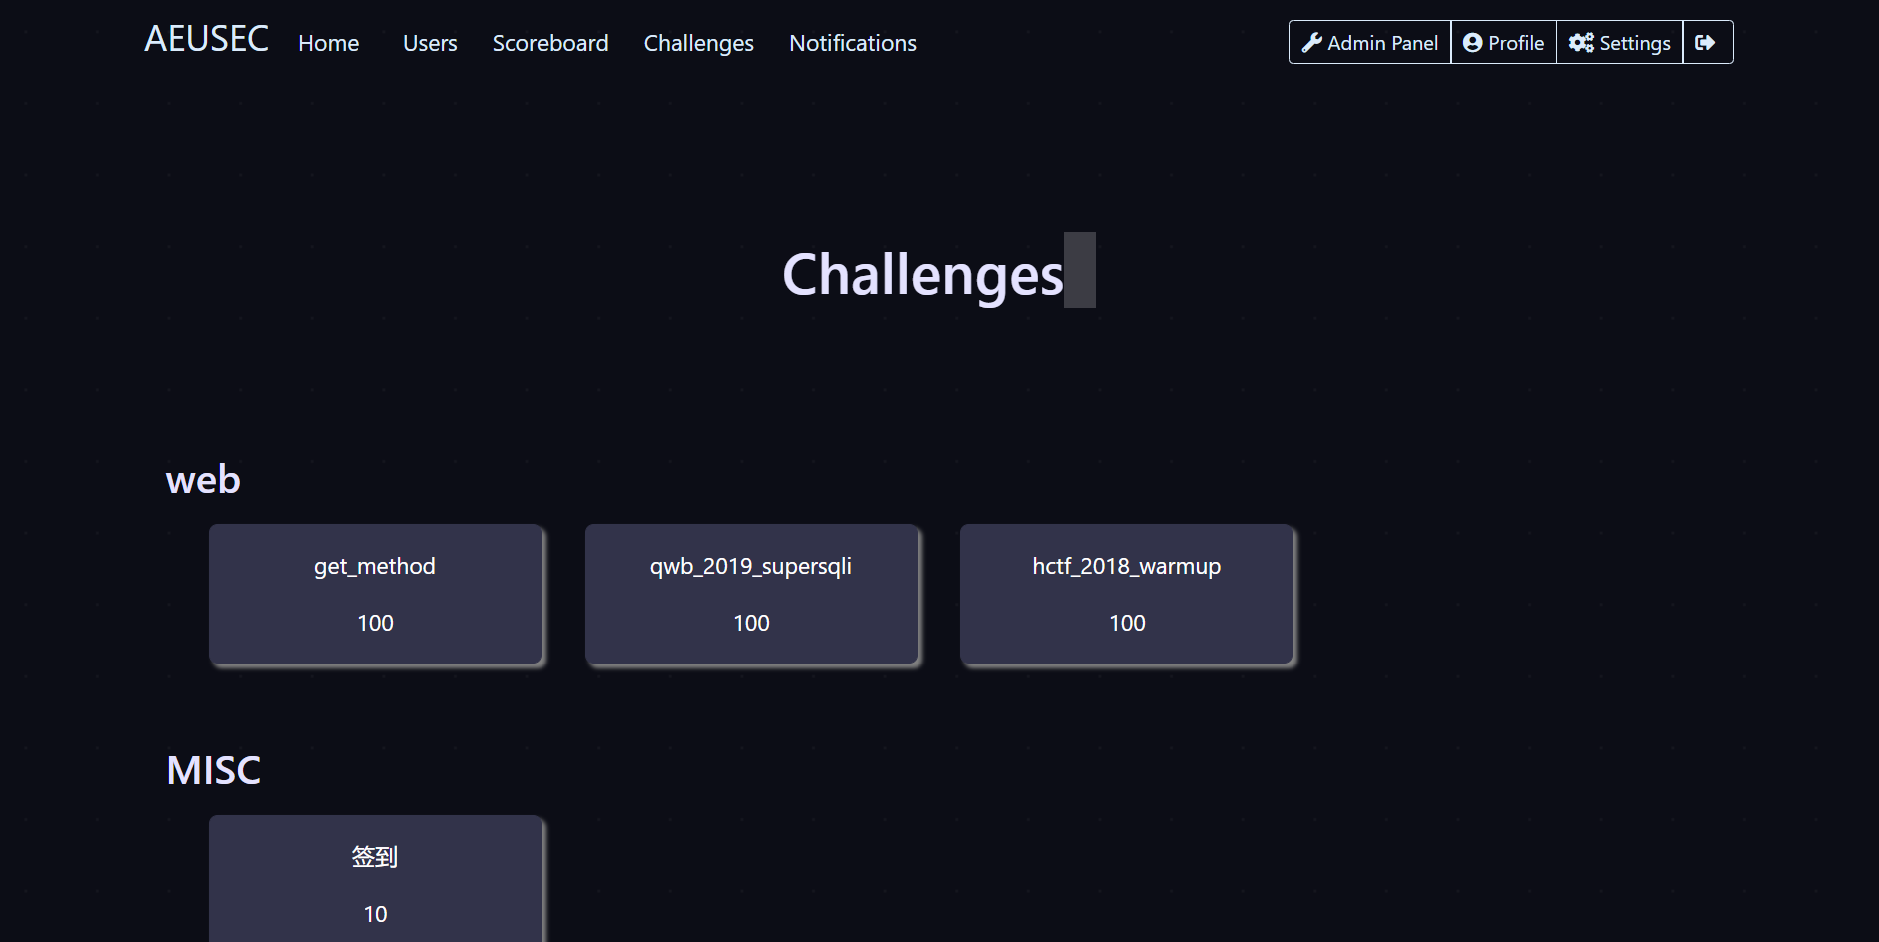 AEUSEC Home Users Scoreboard Challenges Notifications Admin Panel Profile Settings
Challenges
web
get_method qwb_2019_supersqli hctf_2018_warmup
100 100 100
MISC
签到
10